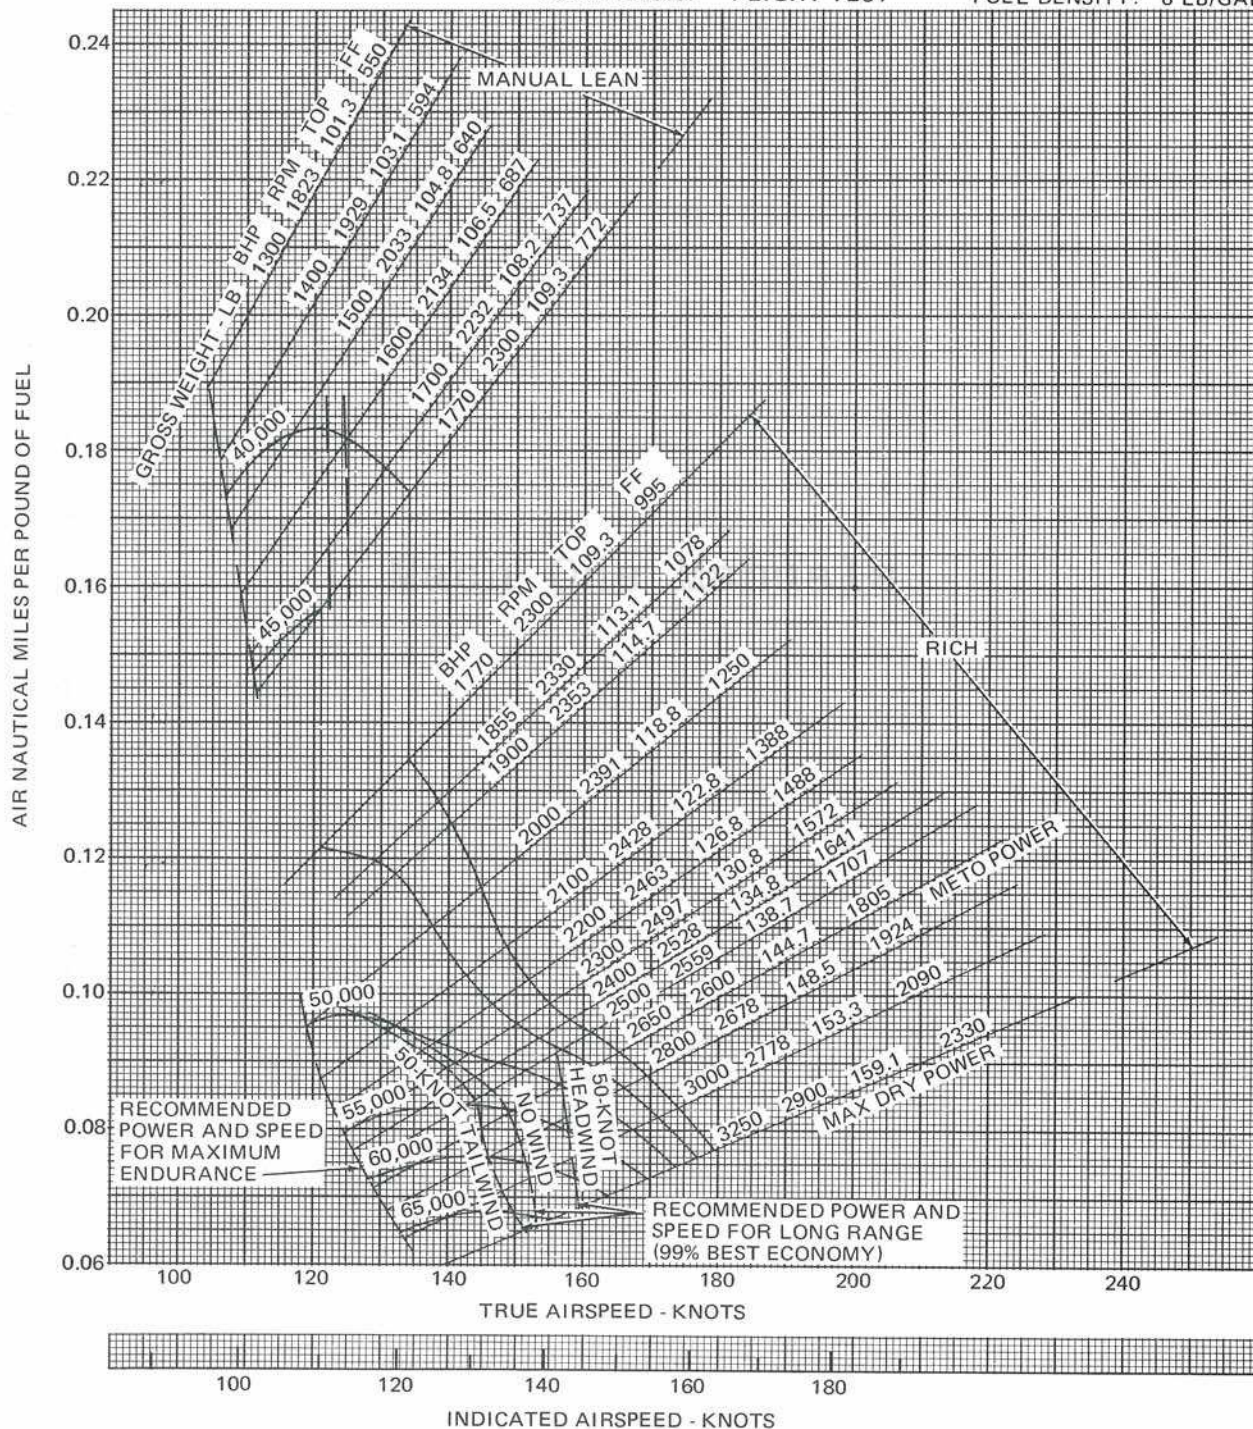 FLIGHT TEST
FUEL DENSITY: 6 LB/GAL
0.24
0.22
0.20
0.18
0.16
0.14
0.12
0.10
0.08
0.06
AIR NAUTICAL MILES PER POUND OF FUEL
MANUAL LEAN
GROSS WEIGHT - LB
BHP RPM TOP FF
1300 1823 101.3 550
1400 1929 103.1 594
1500 2033 104.8 640
1600 2134 106.5 687
1700 2232 108.2 737
1770 2300 109.3 772
40,000
45,000
BHP RPM TOP FF
1770 2300 109.3 995
1855 2330 113.1 1078
1900 2353 114.7 1122
2000 2391 118.8 1250
2100 2428 122.8 1388
2200 2463 126.8 1488
2300 2497 130.8 1572
2400 2528 134.8 1641
2500 2559 138.7 1707
2650 2600 144.7 1805 METO POWER
2800 2678 148.5 1924
3000 2778 153.3 2090
3250 2900 159.1 2330
MAX DRY POWER
RICH
50,000
55,000
60,000
65,000
50-KNOT TAILWIND
NO WIND
50-KNOT
HEADWIND
RECOMMENDED
POWER AND SPEED
FOR MAXIMUM
ENDURANCE
RECOMMENDED POWER AND
SPEED FOR LONG RANGE
(99% BEST ECONOMY)
100 120 140 160 180 200 220 240
TRUE AIRSPEED - KNOTS
100 120 140 160 180
INDICATED AIRSPEED - KNOTS